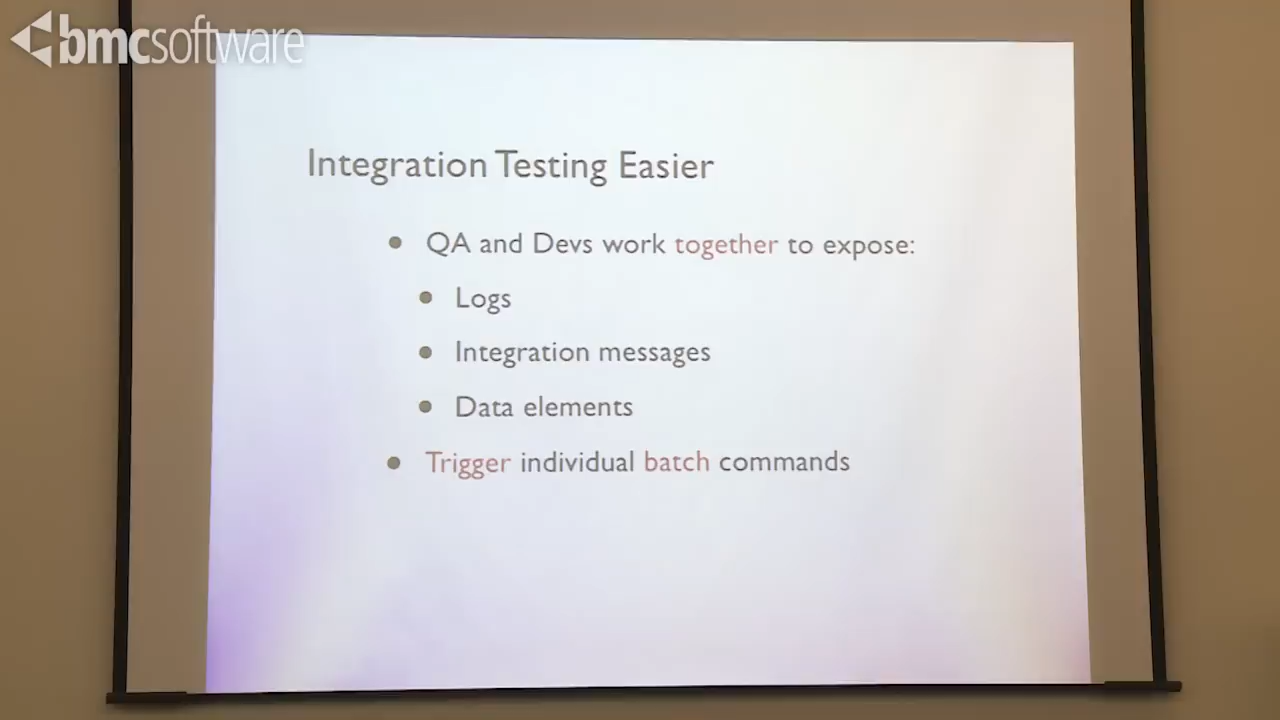 bmcsoftware
Integration Testing Easier
QA and Devs work together to expose:
Logs
Integration messages
Data elements
Trigger individual batch commands